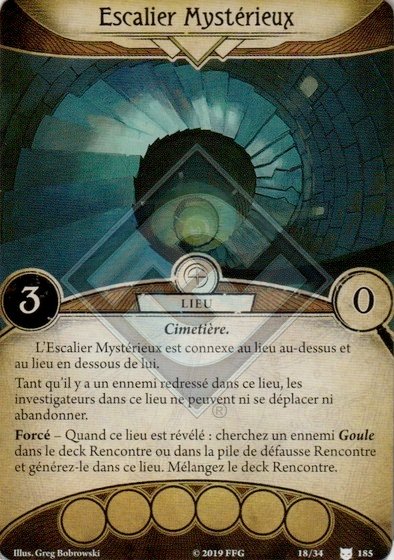 Escalier Mystérieux
3
LIEU
0
Cimetière.
L'Escalier Mystérieux est connexe au lieu au-dessus et
au lieu en dessous de lui.
Tant qu'il y a un ennemi redressé dans ce lieu, les
investigateurs dans ce lieu ne peuvent ni se déplacer ni
abandonner.
Forcé – Quand ce lieu est révélé : cherchez un ennemi Goule
dans le deck Rencontre ou dans la pile de défausse Rencontre
et générez-le dans ce lieu. Mélangez le deck Rencontre.
Illus. Greg Bobrowski © 2019 FFG 18/34 185